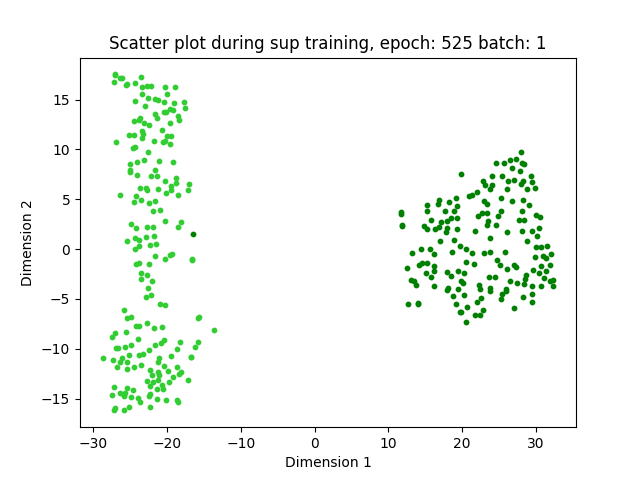 Scatter plot during sup training, epoch: 525 batch: 1
15
10
5
0
−5
−10
−15
Dimension 2
−30 −20 −10 0 10 20 30
Dimension 1